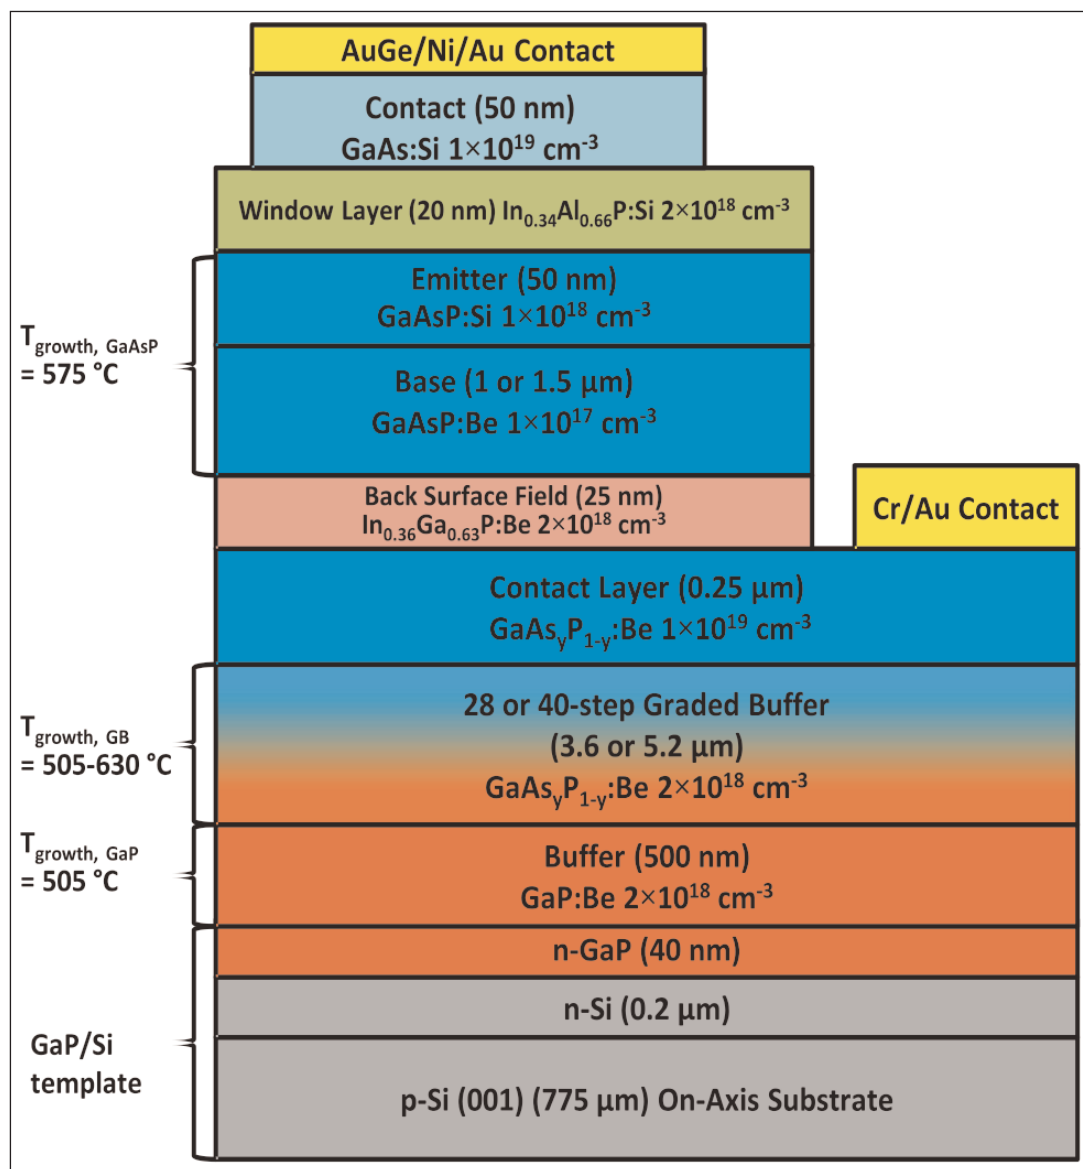 AuGe/Ni/Au Contact
Contact (50 nm)
GaAs:Si 1×10¹⁹ cm⁻³
Window Layer (20 nm) In₀.₃₄Al₀.₆₆P:Si 2×10¹⁸ cm⁻³
Emitter (50 nm)
GaAsP:Si 1×10¹⁸ cm⁻³
T growth, GaAsP
= 575 °C
Base (1 or 1.5 µm)
GaAsP:Be 1×10¹⁷ cm⁻³
Back Surface Field (25 nm)
In₀.₃₆Ga₀.₆₃P:Be 2×10¹⁸ cm⁻³
Cr/Au Contact
Contact Layer (0.25 µm)
GaAsyP1-y:Be 1×10¹⁹ cm⁻³
T growth, GB
= 505-630 °C
28 or 40-step Graded Buffer
(3.6 or 5.2 µm)
GaAsyP1-y:Be 2×10¹⁸ cm⁻³
T growth, GaP
= 505 °C
Buffer (500 nm)
GaP:Be 2×10¹⁸ cm⁻³
n-GaP (40 nm)
n-Si (0.2 µm)
GaP/Si
template
p-Si (001) (775 µm) On-Axis Substrate